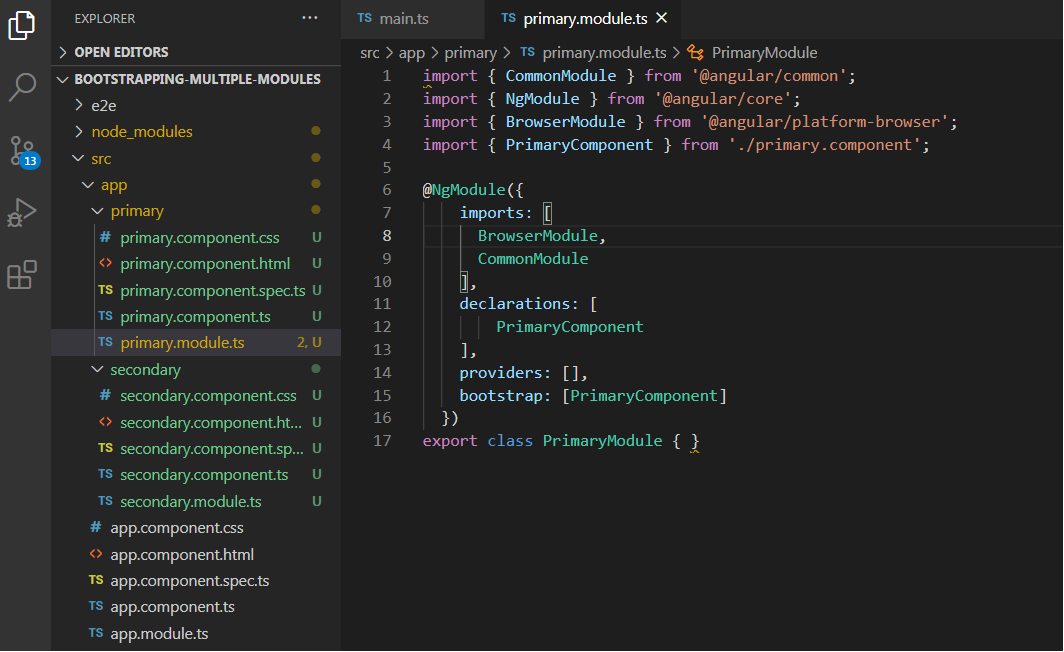 EXPLORER ···
OPEN EDITORS
BOOTSTRAPPING-MULTIPLE-MODULES
e2e
node_modules
13
src
app
primary
# primary.component.css U
<> primary.component.html U
TS primary.component.spec.ts U
TS primary.component.ts U
TS primary.module.ts 2, U
secondary
# secondary.component.css U
<> secondary.component.ht... U
TS secondary.component.sp... U
TS secondary.component.ts U
TS secondary.module.ts U
# app.component.css
<> app.component.html
TS app.component.spec.ts
TS app.component.ts
TS app.module.ts
TS main.ts
TS primary.module.ts ×
src > app > primary > TS primary.module.ts > PrimaryModule
1 import { CommonModule } from '@angular/common';
2 import { NgModule } from '@angular/core';
3 import { BrowserModule } from '@angular/platform-browser';
4 import { PrimaryComponent } from './primary.component';
5
6 @NgModule({
7 imports: [
8 BrowserModule,
9 CommonModule
10 ],
11 declarations: [
12 PrimaryComponent
13 ],
14 providers: [],
15 bootstrap: [PrimaryComponent]
16 })
17 export class PrimaryModule { }